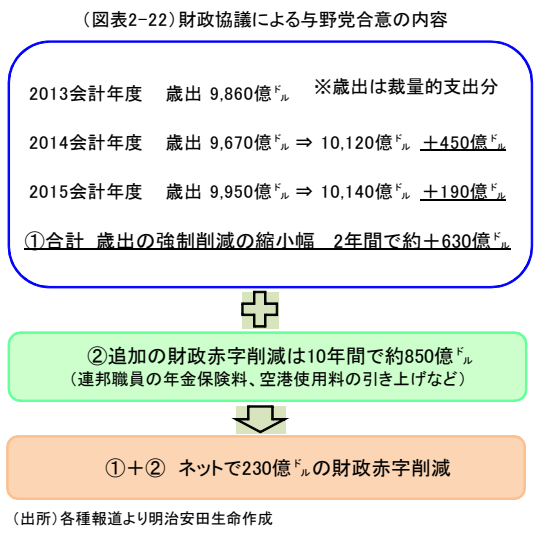 （図表2-22）財政協議による与野党合意の内容
2013会計年度　歳出 9,860億㌦　※歳出は裁量的支出分
2014会計年度　歳出 9,670億㌦ ⇒ 10,120億㌦ ＋450億㌦
2015会計年度　歳出 9,950億㌦ ⇒ 10,140億㌦ ＋190億㌦
①合計　歳出の強制削減の縮小幅　2年間で約＋630億㌦
②追加の財政赤字削減は10年間で約850億㌦
（連邦職員の年金保険料、空港使用料の引き上げなど）
①＋②　ネットで230億㌦の財政赤字削減
（出所）各種報道より明治安田生命作成